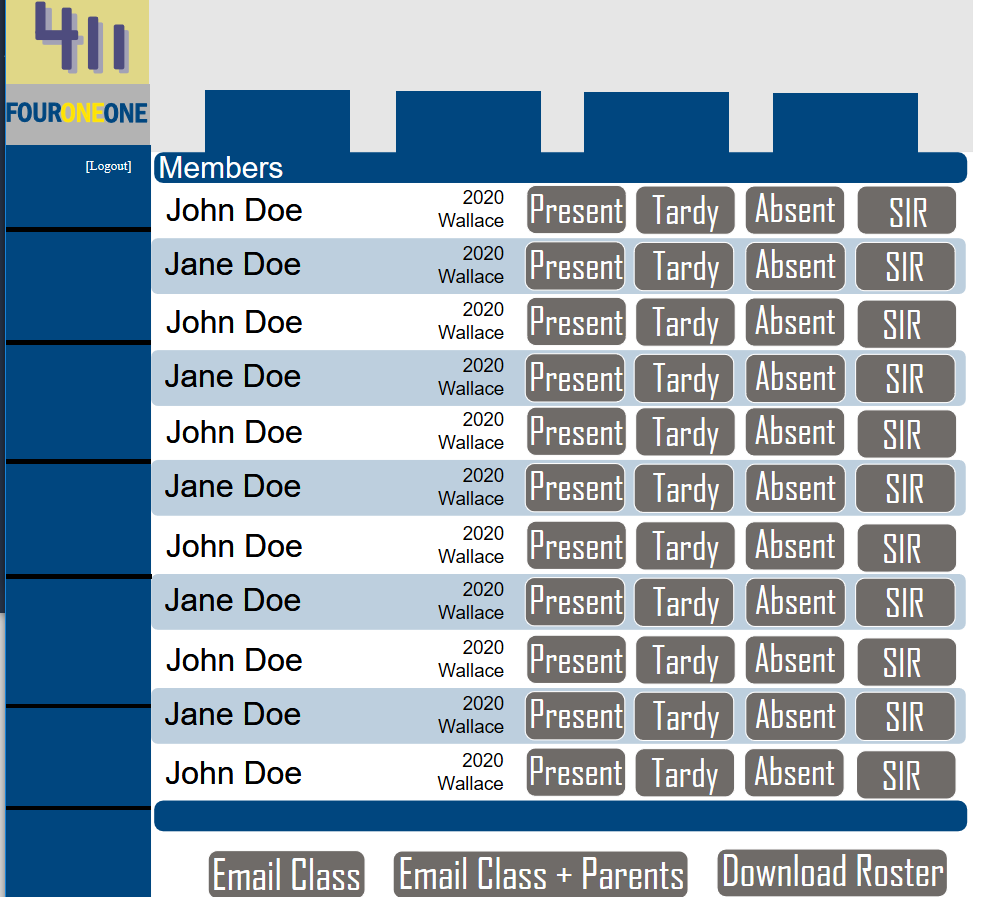 411
FOURONEONE
[Logout]
Members
John Doe 2020 Wallace Present Tardy Absent SIR
Jane Doe 2020 Wallace Present Tardy Absent SIR
John Doe 2020 Wallace Present Tardy Absent SIR
Jane Doe 2020 Wallace Present Tardy Absent SIR
John Doe 2020 Wallace Present Tardy Absent SIR
Jane Doe 2020 Wallace Present Tardy Absent SIR
John Doe 2020 Wallace Present Tardy Absent SIR
Jane Doe 2020 Wallace Present Tardy Absent SIR
John Doe 2020 Wallace Present Tardy Absent SIR
Jane Doe 2020 Wallace Present Tardy Absent SIR
John Doe 2020 Wallace Present Tardy Absent SIR
Email Class Email Class + Parents Download Roster